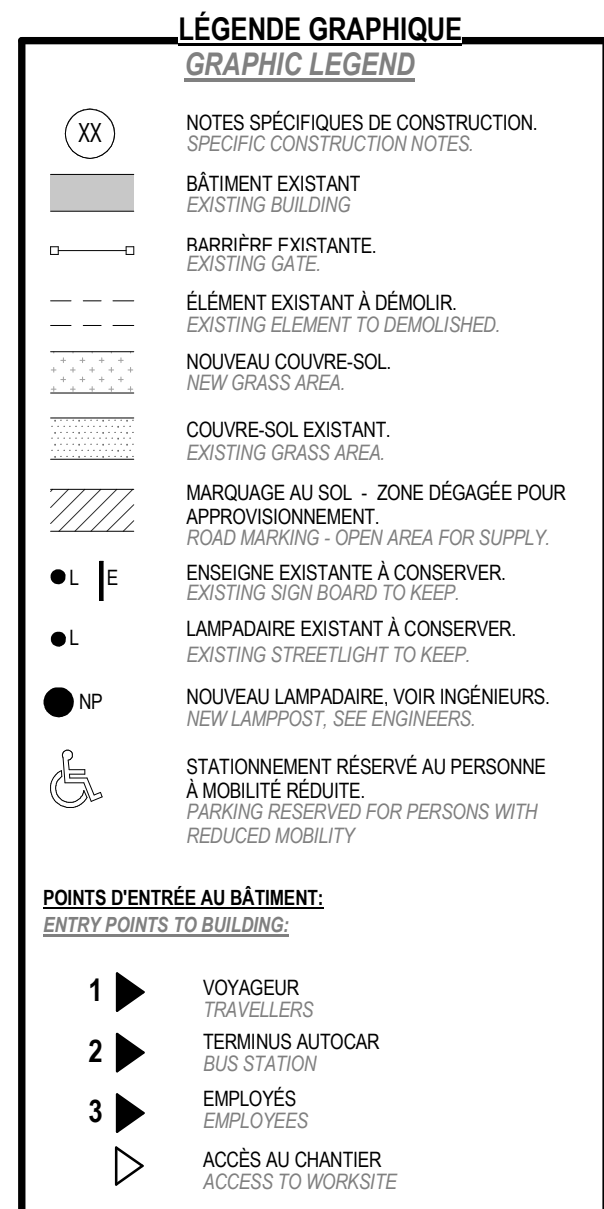 LÉGENDE GRAPHIQUE
GRAPHIC LEGEND
XX NOTES SPÉCIFIQUES DE CONSTRUCTION.
SPECIFIC CONSTRUCTION NOTES.
BÂTIMENT EXISTANT
EXISTING BUILDING
BARRIÈRE EXISTANTE.
EXISTING GATE.
ÉLÉMENT EXISTANT À DÉMOLIR.
EXISTING ELEMENT TO DEMOLISHED.
NOUVEAU COUVRE-SOL.
NEW GRASS AREA.
COUVRE-SOL EXISTANT.
EXISTING GRASS AREA.
MARQUAGE AU SOL - ZONE DÉGAGÉE POUR
APPROVISIONNEMENT.
ROAD MARKING - OPEN AREA FOR SUPPLY.
L E ENSEIGNE EXISTANTE À CONSERVER.
EXISTING SIGN BOARD TO KEEP.
L LAMPADAIRE EXISTANT À CONSERVER.
EXISTING STREETLIGHT TO KEEP.
NP NOUVEAU LAMPADAIRE, VOIR INGÉNIEURS.
NEW LAMPPOST, SEE ENGINEERS.
STATIONNEMENT RÉSERVÉ AU PERSONNE
À MOBILITÉ RÉDUITE.
PARKING RESERVED FOR PERSONS WITH
REDUCED MOBILITY
POINTS D'ENTRÉE AU BÂTIMENT:
ENTRY POINTS TO BUILDING:
1 VOYAGEUR
TRAVELLERS
2 TERMINUS AUTOCAR
BUS STATION
3 EMPLOYÉS
EMPLOYEES
ACCÈS AU CHANTIER
ACCESS TO WORKSITE